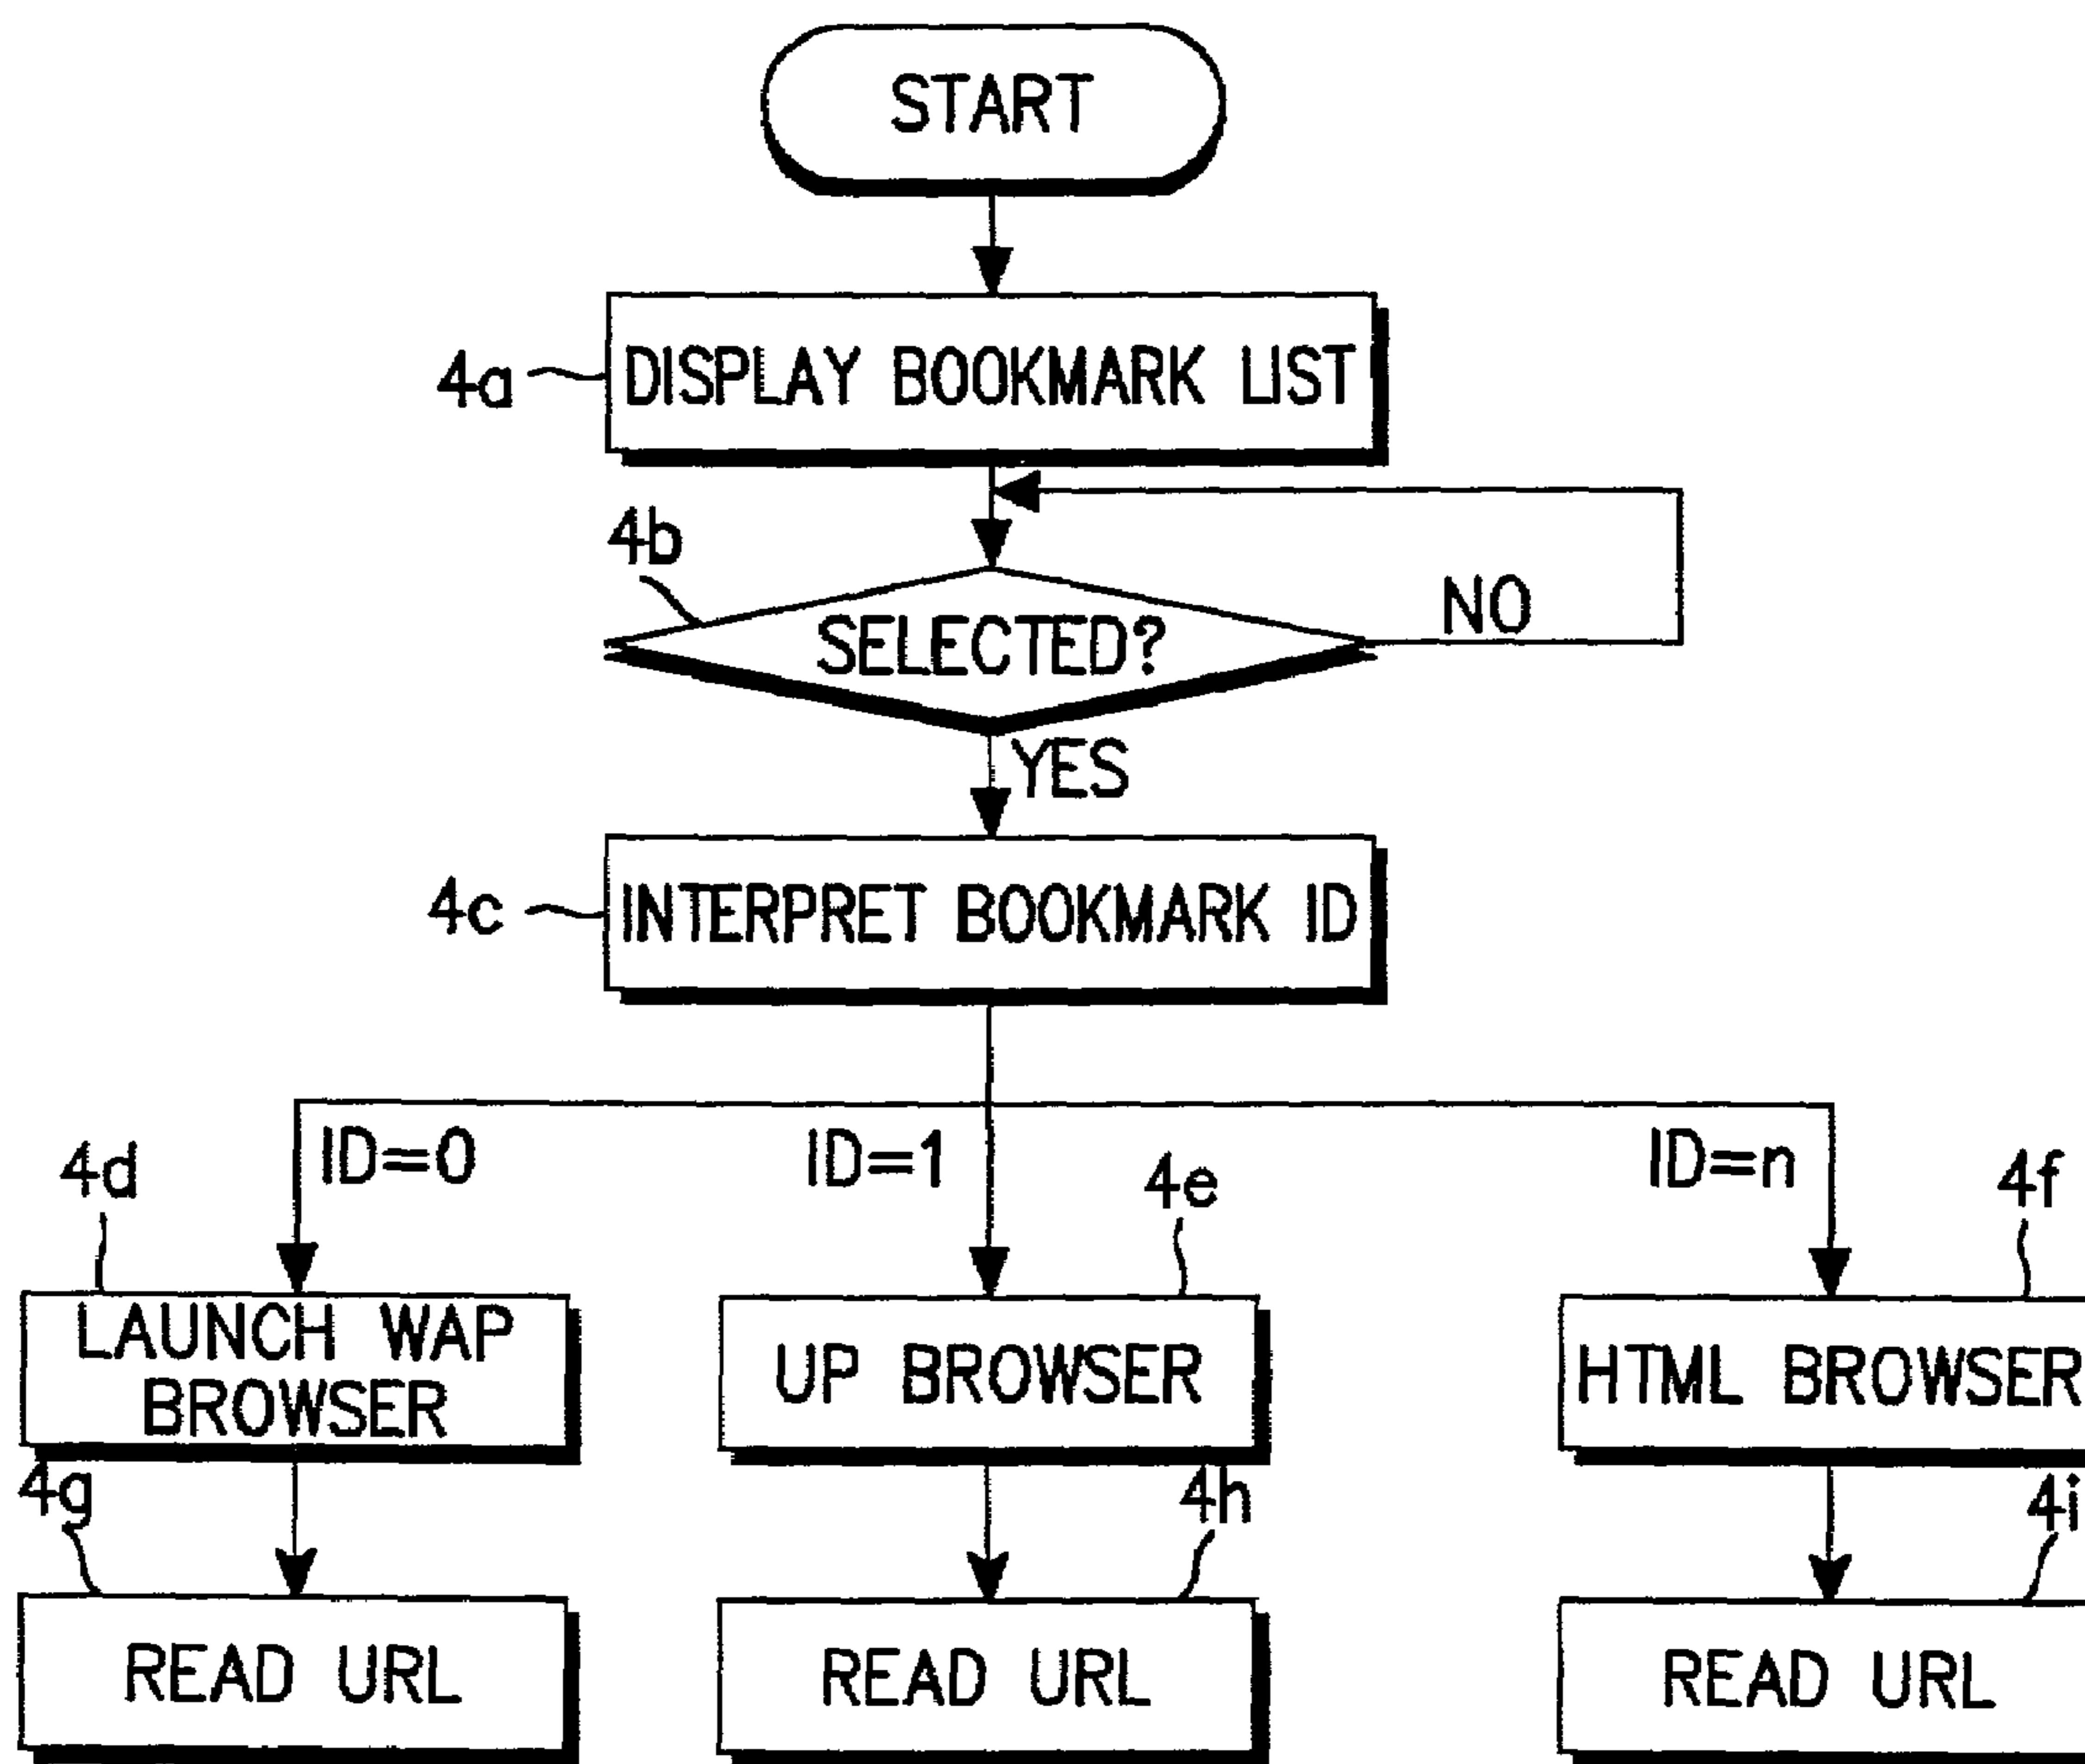 START
4a
DISPLAY BOOKMARK LIST
4b
SELECTED?
NO
YES
4c
INTERPRET BOOKMARK ID
ID=0
ID=1
ID=n
4d
4e
4f
LAUNCH WAP
BROWSER
UP BROWSER
HTML BROWSER
4g
4h
4i
READ URL
READ URL
READ URL